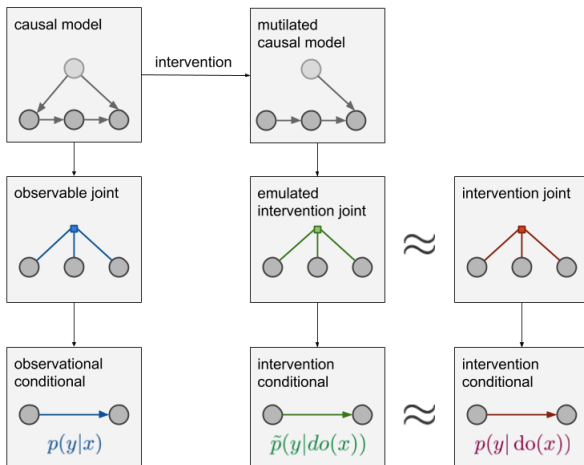 causal model
mutilated
causal model
intervention
observable joint
emulated
intervention joint
≈
intervention joint
observational
conditional
p(y|x)
intervention
conditional
p̃(y|do(x))
≈
intervention
conditional
p(y| do(x))